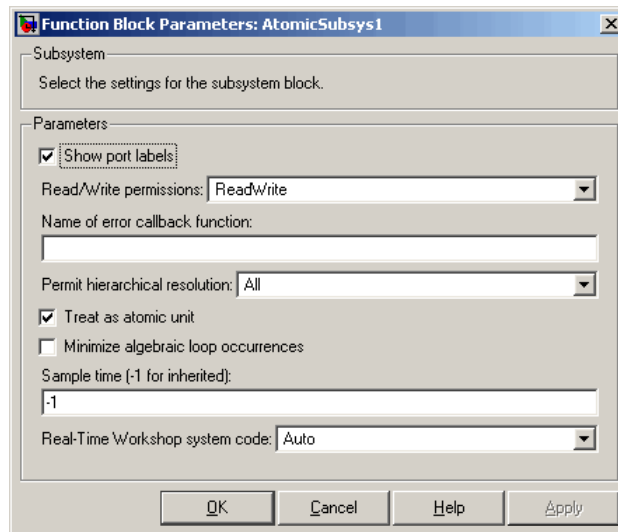 Function Block Parameters: AtomicSubsys1
Subsystem
Select the settings for the subsystem block.
Parameters
Show port labels
Read/Write permissions: ReadWrite
Name of error callback function:
Permit hierarchical resolution: All
Treat as atomic unit
Minimize algebraic loop occurrences
Sample time (-1 for inherited):
-1
Real-Time Workshop system code: Auto
OK Cancel Help Apply